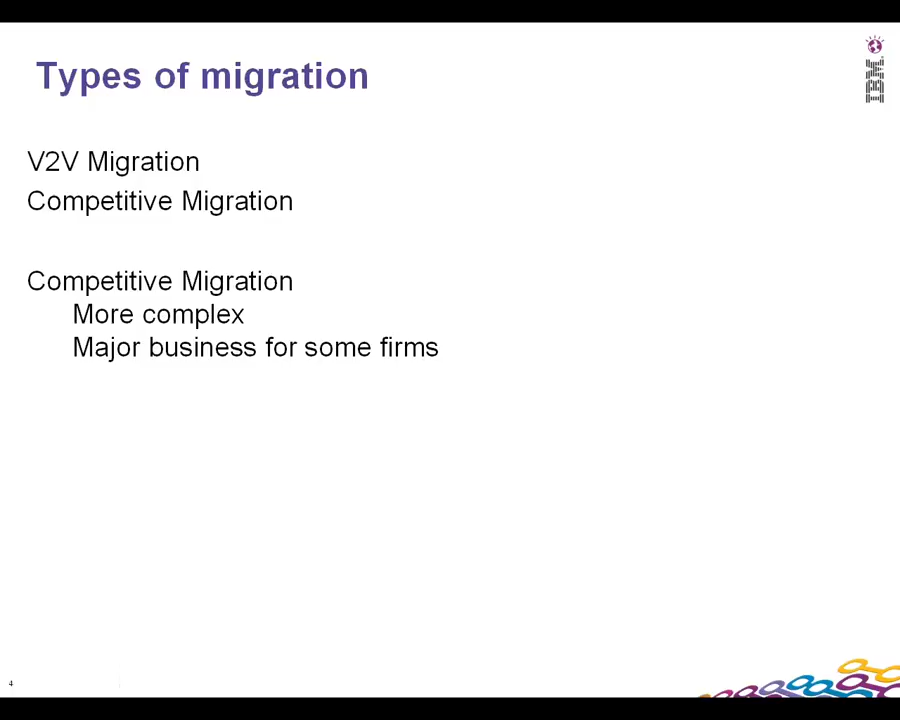 Types of migration
IBM
V2V Migration
Competitive Migration
Competitive Migration
More complex
Major business for some firms
4